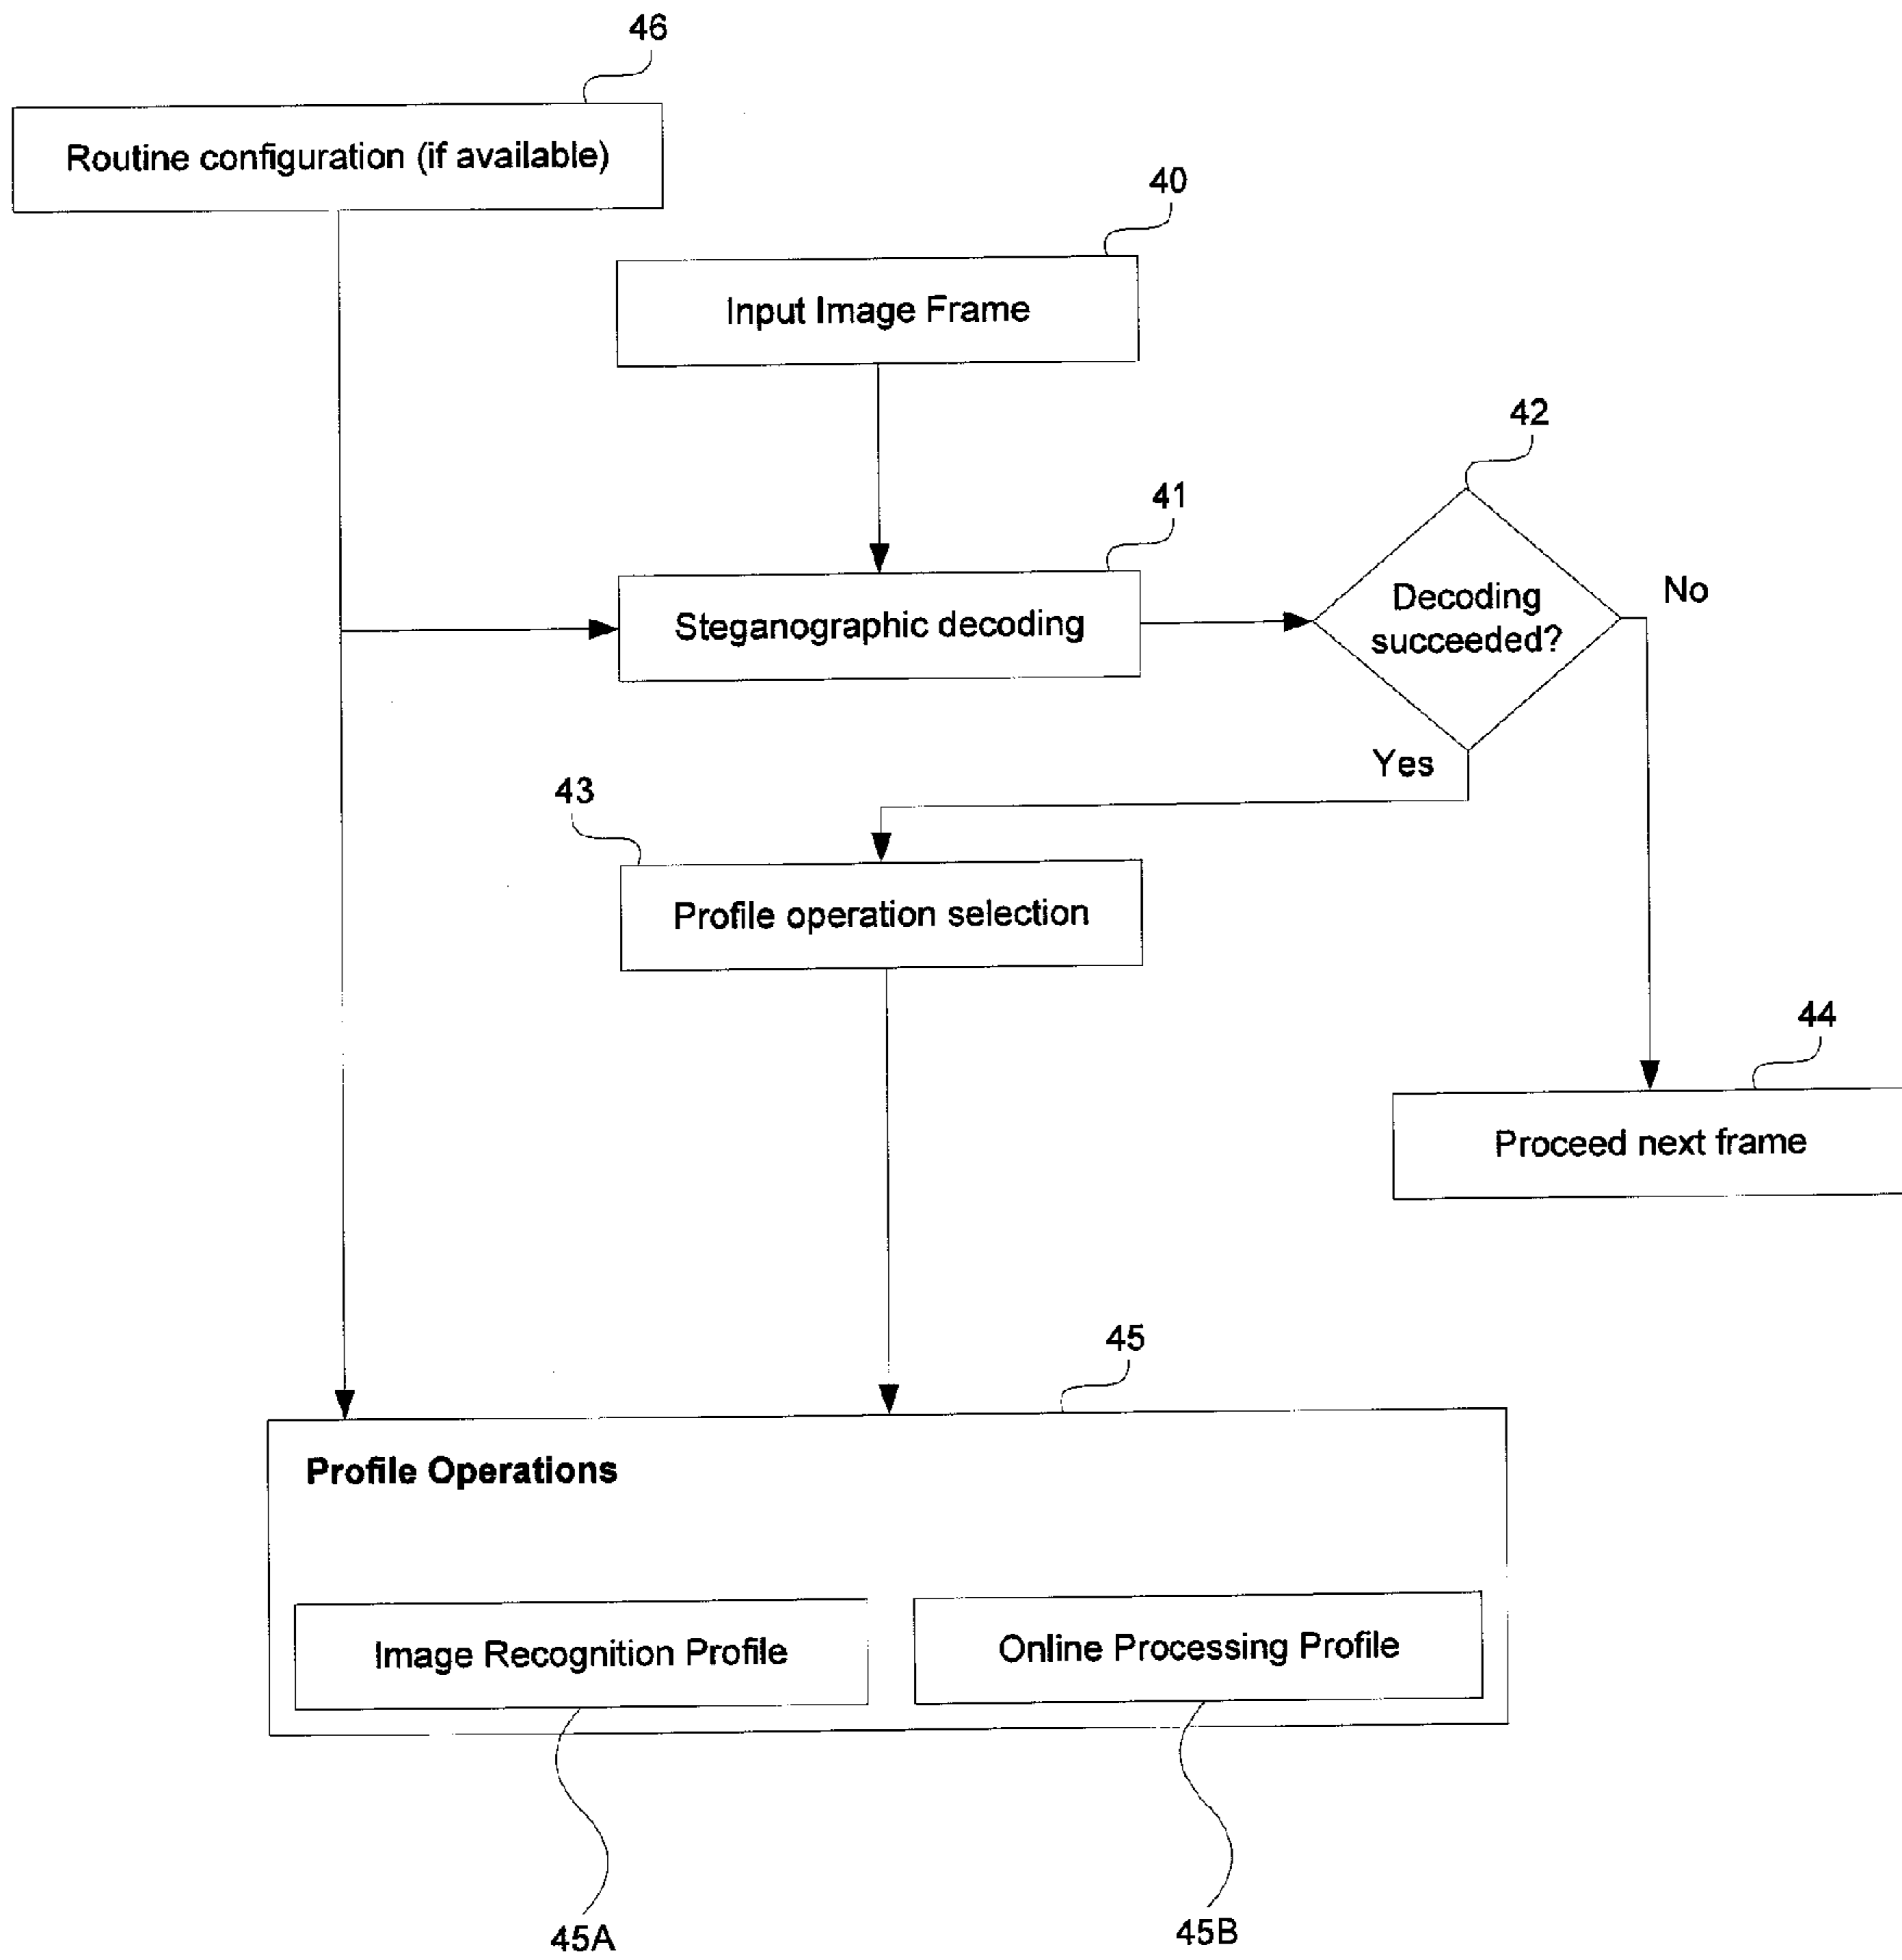 46
Routine configuration (if available)
40
Input Image Frame
42
41
Steganographic decoding
Decoding
succeeded?
No
Yes
43
Profile operation selection
44
Proceed next frame
45
Profile Operations
Image Recognition Profile
Online Processing Profile
45A
45B